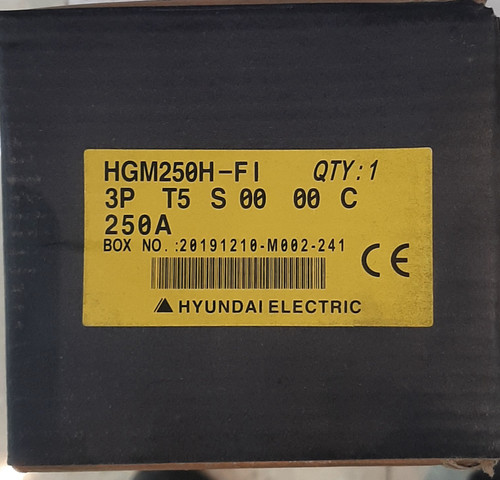 HGM250H-FI QTY:1
3P T5 S 00 00 C
250A
BOX NO.:20191210-M002-241
CE
HYUNDAI ELECTRIC